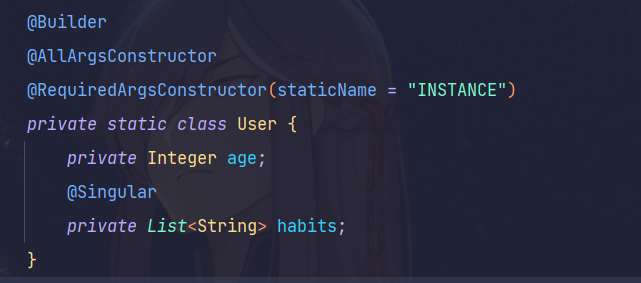 @Builder
@AllArgsConstructor
@RequiredArgsConstructor(staticName = "INSTANCE")
private static class User {
    private Integer age;
    @Singular
    private List<String> habits;
}